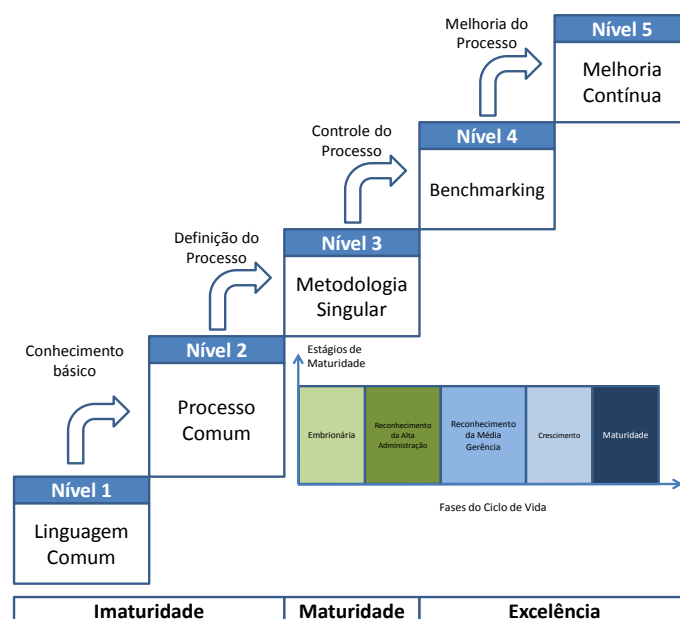 Nível 5
Melhoria
Contínua
Melhoria do
Processo
Nível 4
Benchmarking
Controle do
Processo
Nível 3
Metodologia
Singular
Definição do
Processo
Nível 2
Processo
Comum
Conhecimento
básico
Nível 1
Linguagem
Comum
Estágios de
Maturidade
Embrionária
Reconhecimento
da Alta
Administração
Reconhecimento
da Média
Gerência
Crescimento
Maturidade
Fases do Ciclo de Vida
Imaturidade
Maturidade
Excelência